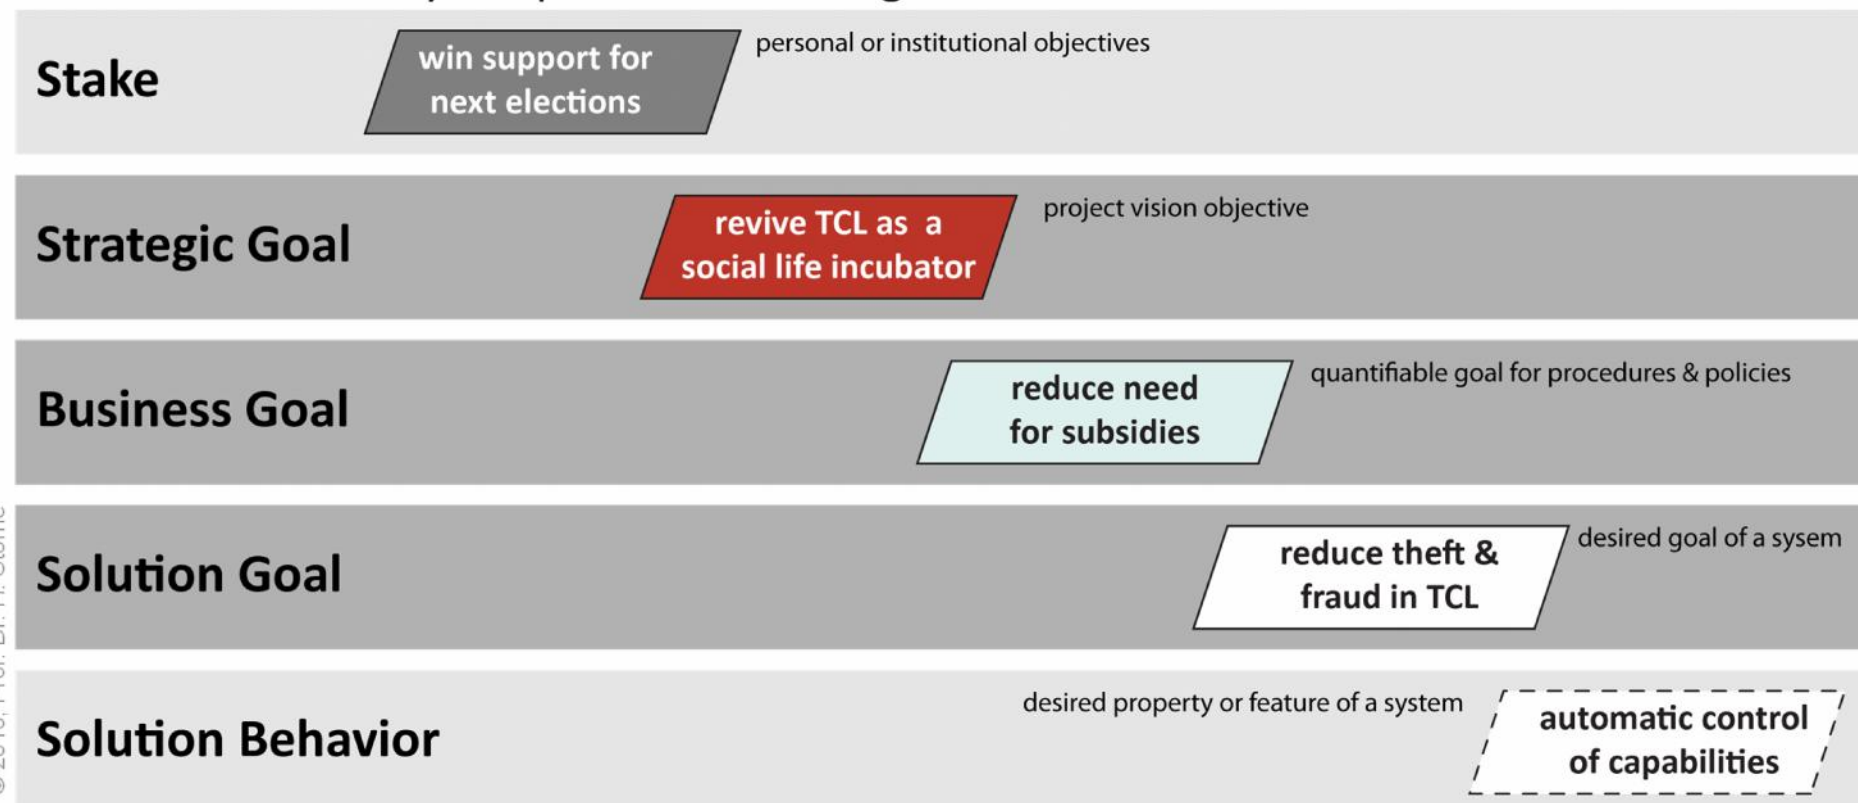 Stake
win support for
next elections
personal or institutional objectives
Strategic Goal
revive TCL as a
social life incubator
project vision objective
Business Goal
reduce need
for subsidies
quantifiable goal for procedures & policies
Solution Goal
reduce theft &
fraud in TCL
desired goal of a sysem
Solution Behavior
desired property or feature of a system
automatic control
of capabilities